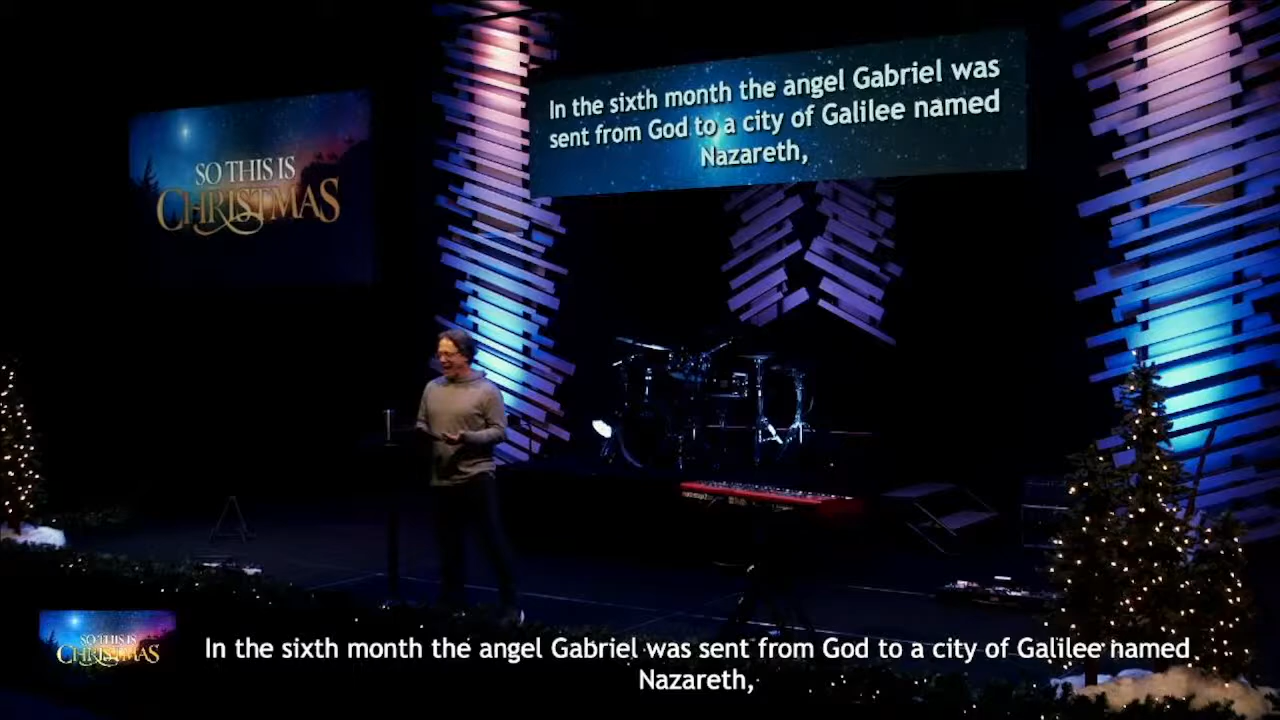 In the sixth month the angel Gabriel was
sent from God to a city of Galilee named
Nazareth,
SO THIS IS
CHRISTMAS
SO THIS IS
CHRISTMAS
In the sixth month the angel Gabriel was sent from God to a city of Galilee named
Nazareth,